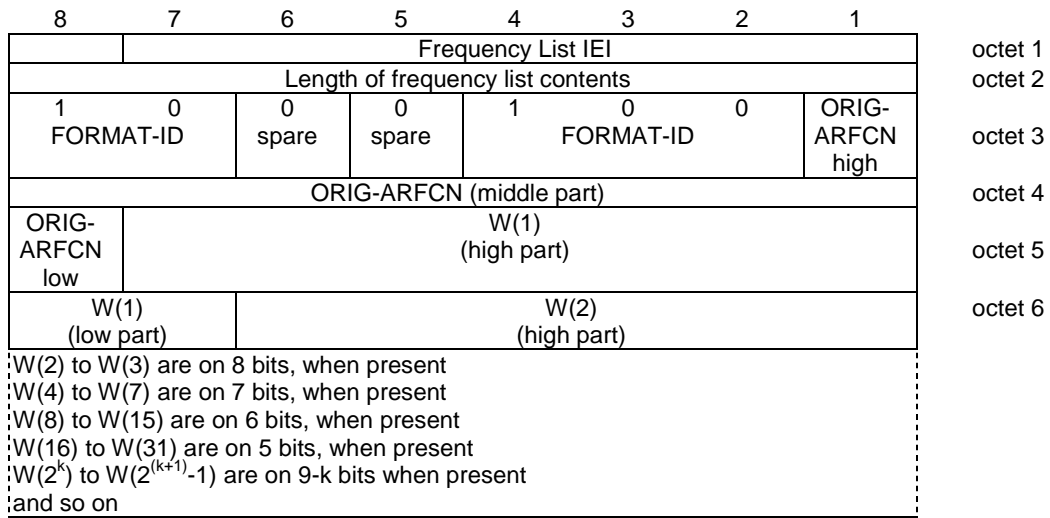 8 7 6 5 4 3 2 1
Frequency List IEI octet 1
Length of frequency list contents octet 2
1 0 0 0 1 0 0 ORIG-
FORMAT-ID spare spare FORMAT-ID ARFCN octet 3
high
ORIG-ARFCN (middle part) octet 4
ORIG- W(1)
ARFCN (high part) octet 5
low
W(1) W(2) octet 6
(low part) (high part)
W(2) to W(3) are on 8 bits, when present
W(4) to W(7) are on 7 bits, when present
W(8) to W(15) are on 6 bits, when present
W(16) to W(31) are on 5 bits, when present
W(2^k) to W(2^(k+1)-1) are on 9-k bits when present
and so on